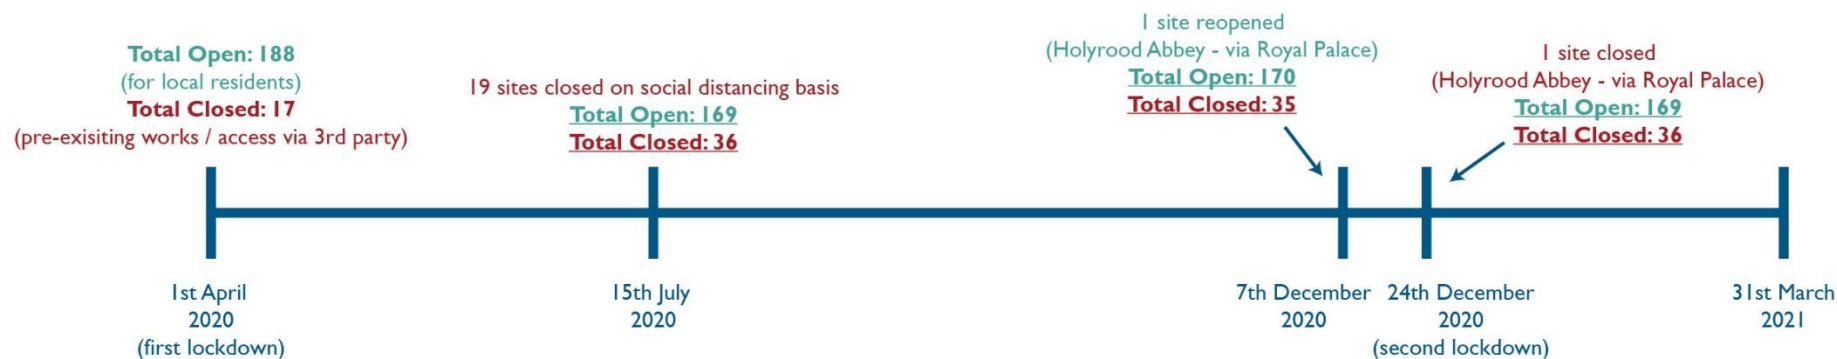 Total Open: 188
(for local residents)
Total Closed: 17
(pre-exisiting works / access via 3rd party)
19 sites closed on social distancing basis
Total Open: 169
Total Closed: 36
1 site reopened
(Holyrood Abbey - via Royal Palace)
Total Open: 170
Total Closed: 35
1 site closed
(Holyrood Abbey - via Royal Palace)
Total Open: 169
Total Closed: 36
1st April
2020
(first lockdown)
15th July
2020
7th December
2020
24th December
2020
(second lockdown)
31st March
2021